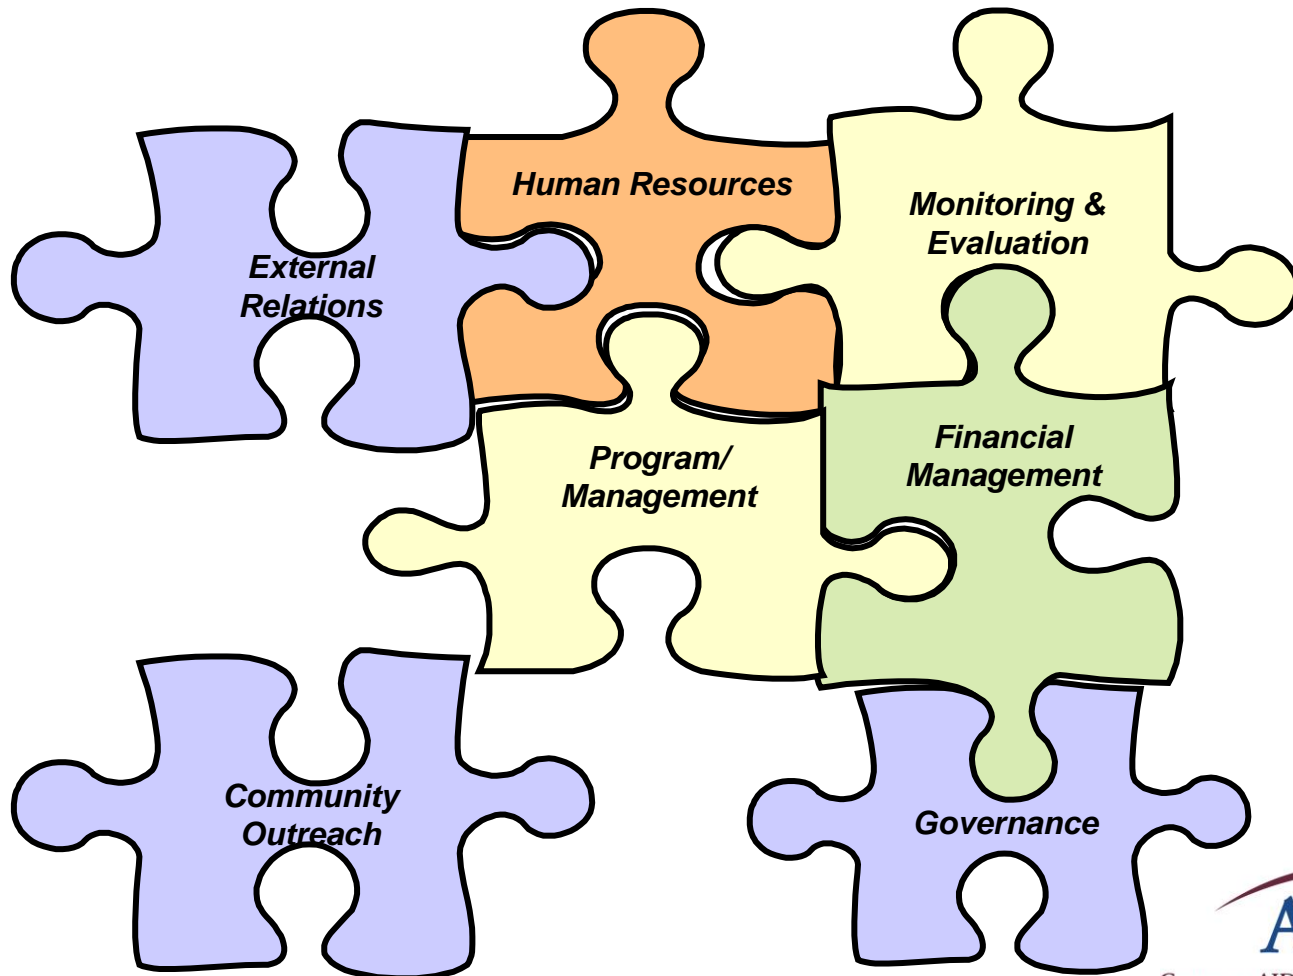 Human Resources
Monitoring &
Evaluation
External
Relations
Program/
Management
Financial
Management
Community
Outreach
Governance